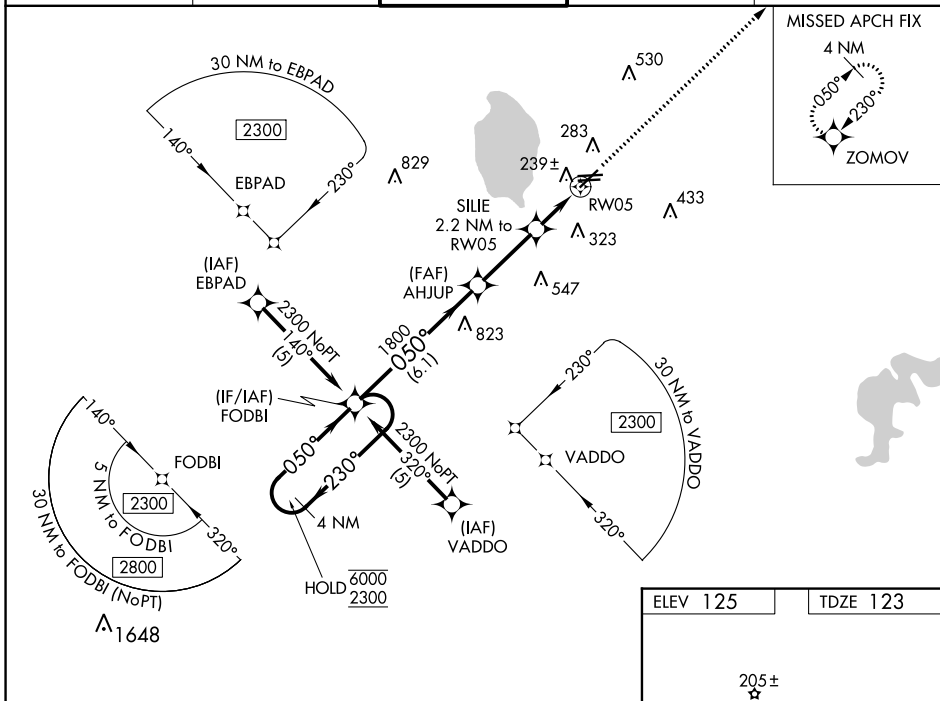 MISSED APCH FIX
4 NM
050°
230°
ZOMOV
30 NM to EBPAD
2300
140°
230°
EBPAD
530
283
829
239±
RW05
433
SILIE
2.2 NM to
RW05
323
(FAF)
AHJUP
547
823
(IAF)
EBPAD
2300 NoPT
140°
(5)
1800
050°
(6.1)
(IF/IAF)
FODBI
050°
230°
4 NM
2300 NoPT
320°
(5)
(IAF)
VADDO
HOLD
6000
2300
230°
30 NM to VADDO
2300
VADDO
320°
140°
FODBI
5 NM to FODBI
2300
320°
30 NM to FODBI (NoPT)
2800
1648
ELEV 125
TDZE 123
205±